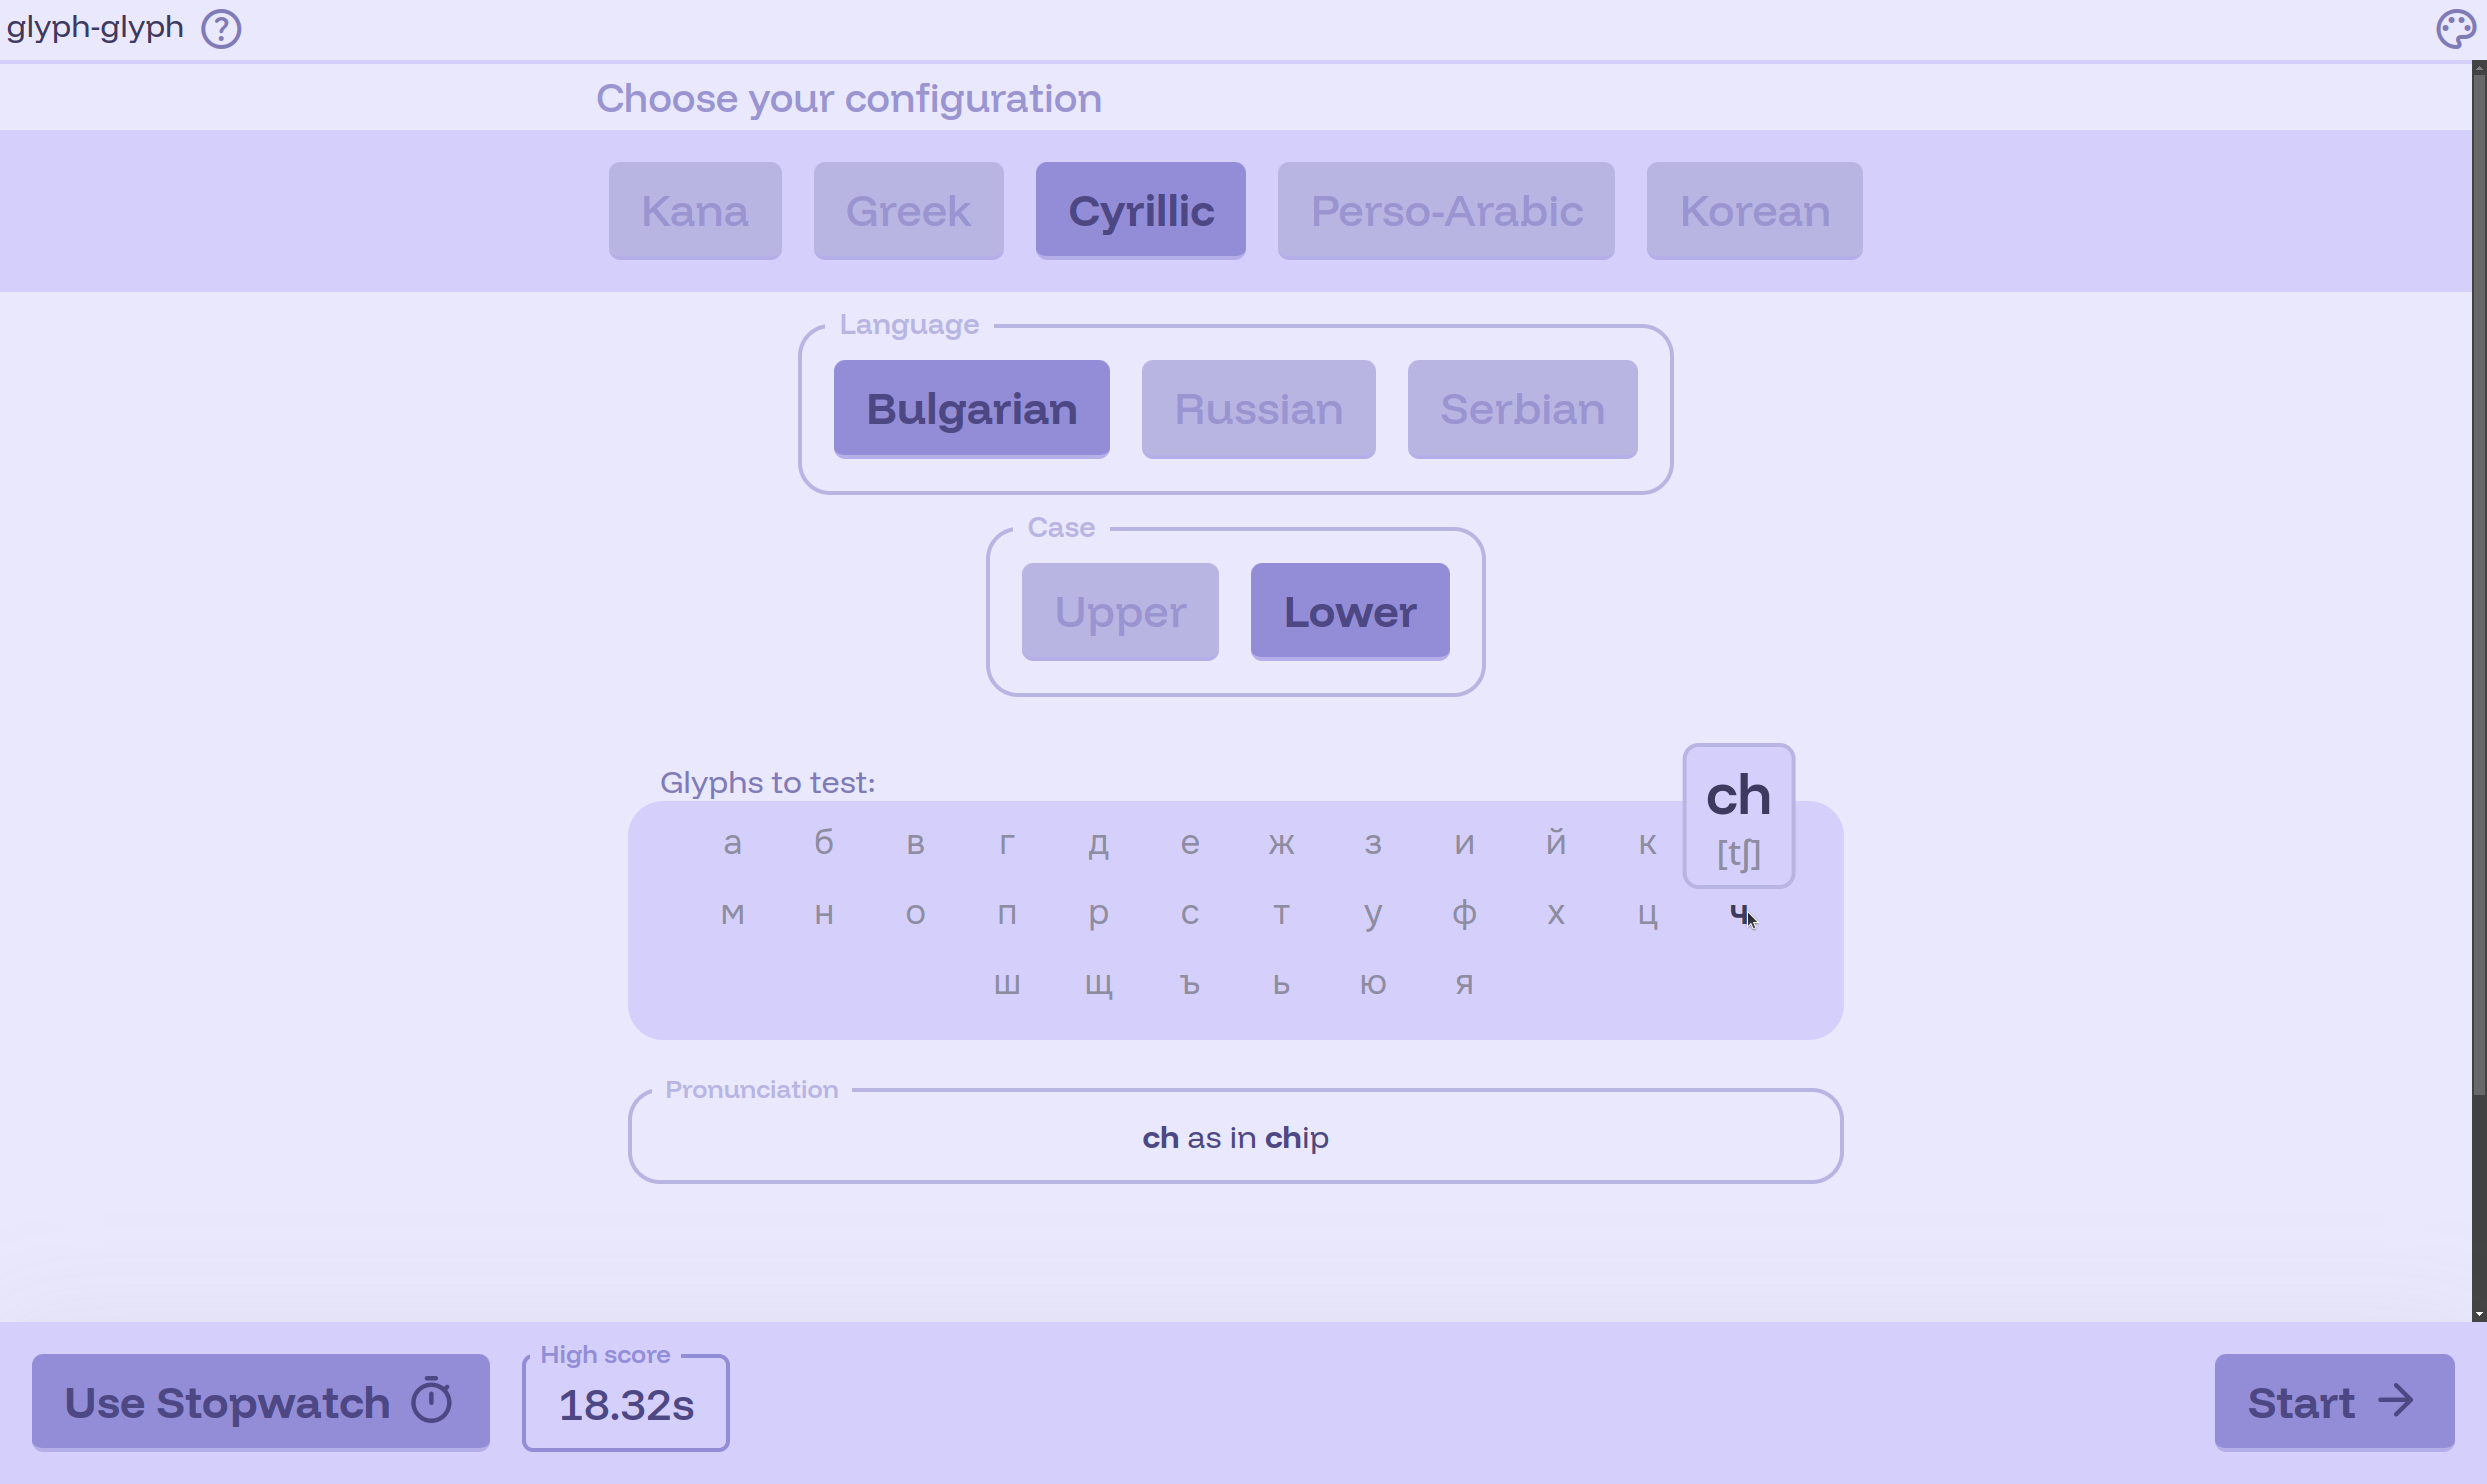 glyph-glyph
Choose your configuration
Kana Greek Cyrillic Perso-Arabic Korean
Language
Bulgarian Russian Serbian
Case
Upper Lower
Glyphs to test:
ch
[tʃ]
а б в г д е ж з и й к
м н о п р с т у ф х ц ч
ш щ ъ ь ю я
Pronunciation
ch as in chip
Use Stopwatch
High score
18.32s
Start